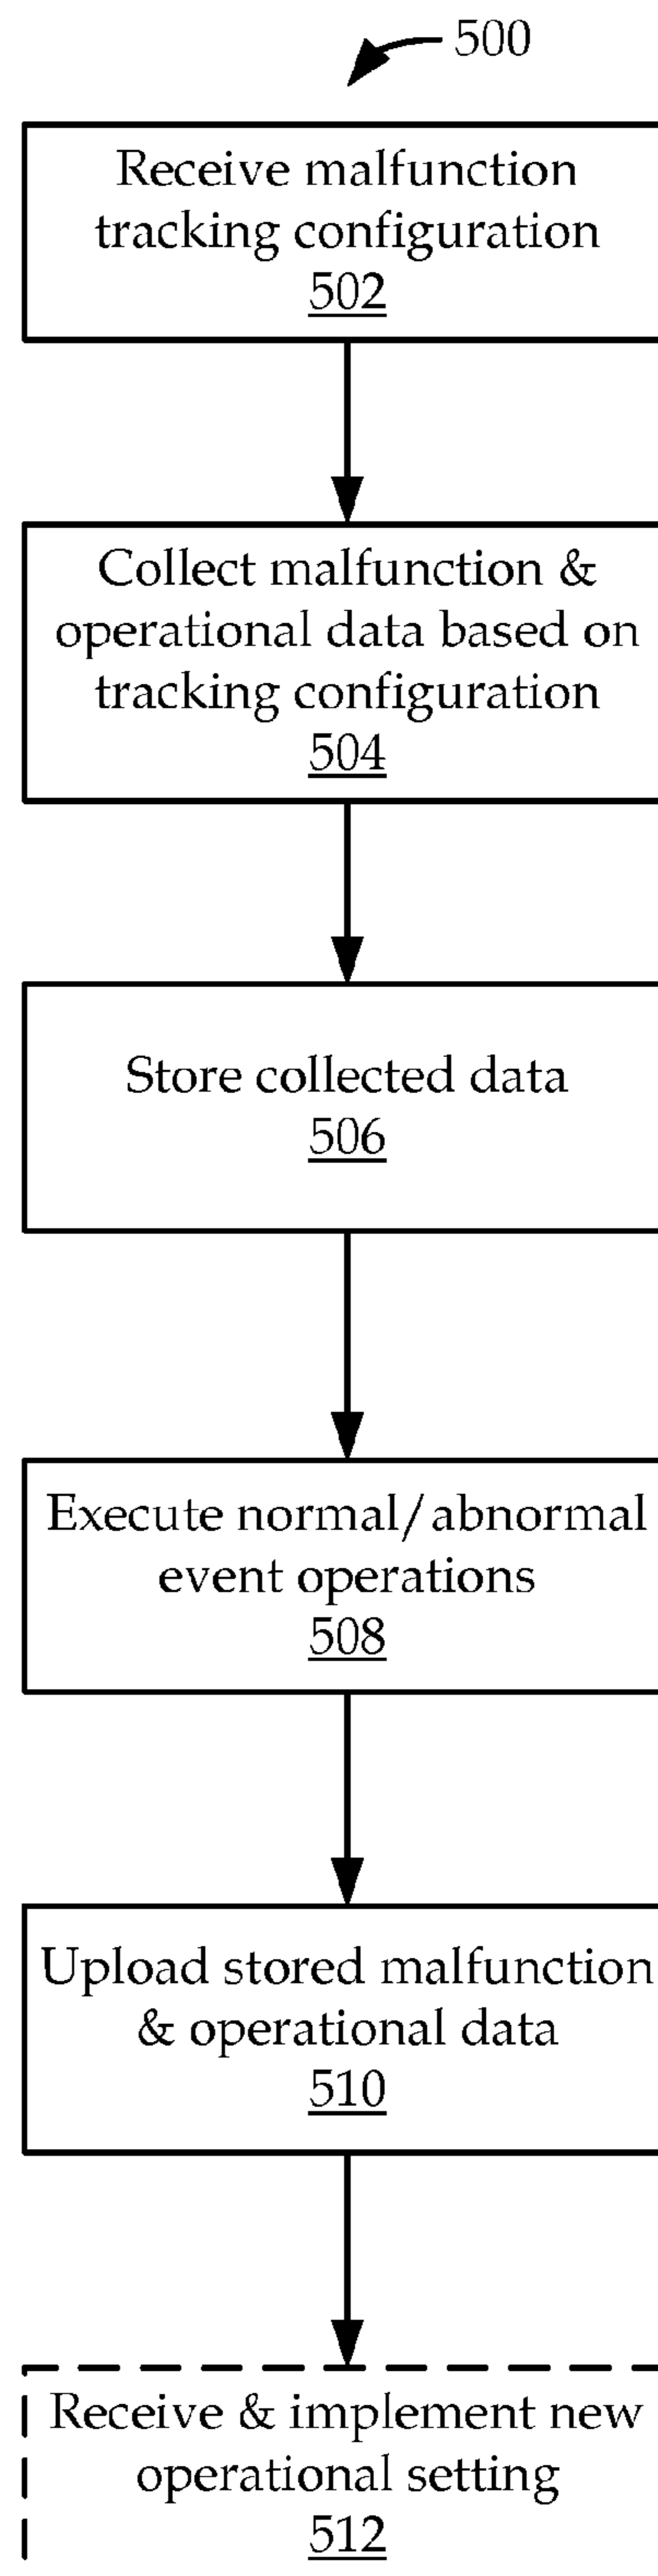 500
Receive malfunction
tracking configuration
502
Collect malfunction &
operational data based on
tracking configuration
504
Store collected data
506
Execute normal/abnormal
event operations
508
Upload stored malfunction
& operational data
510
Receive & implement new
operational setting
512